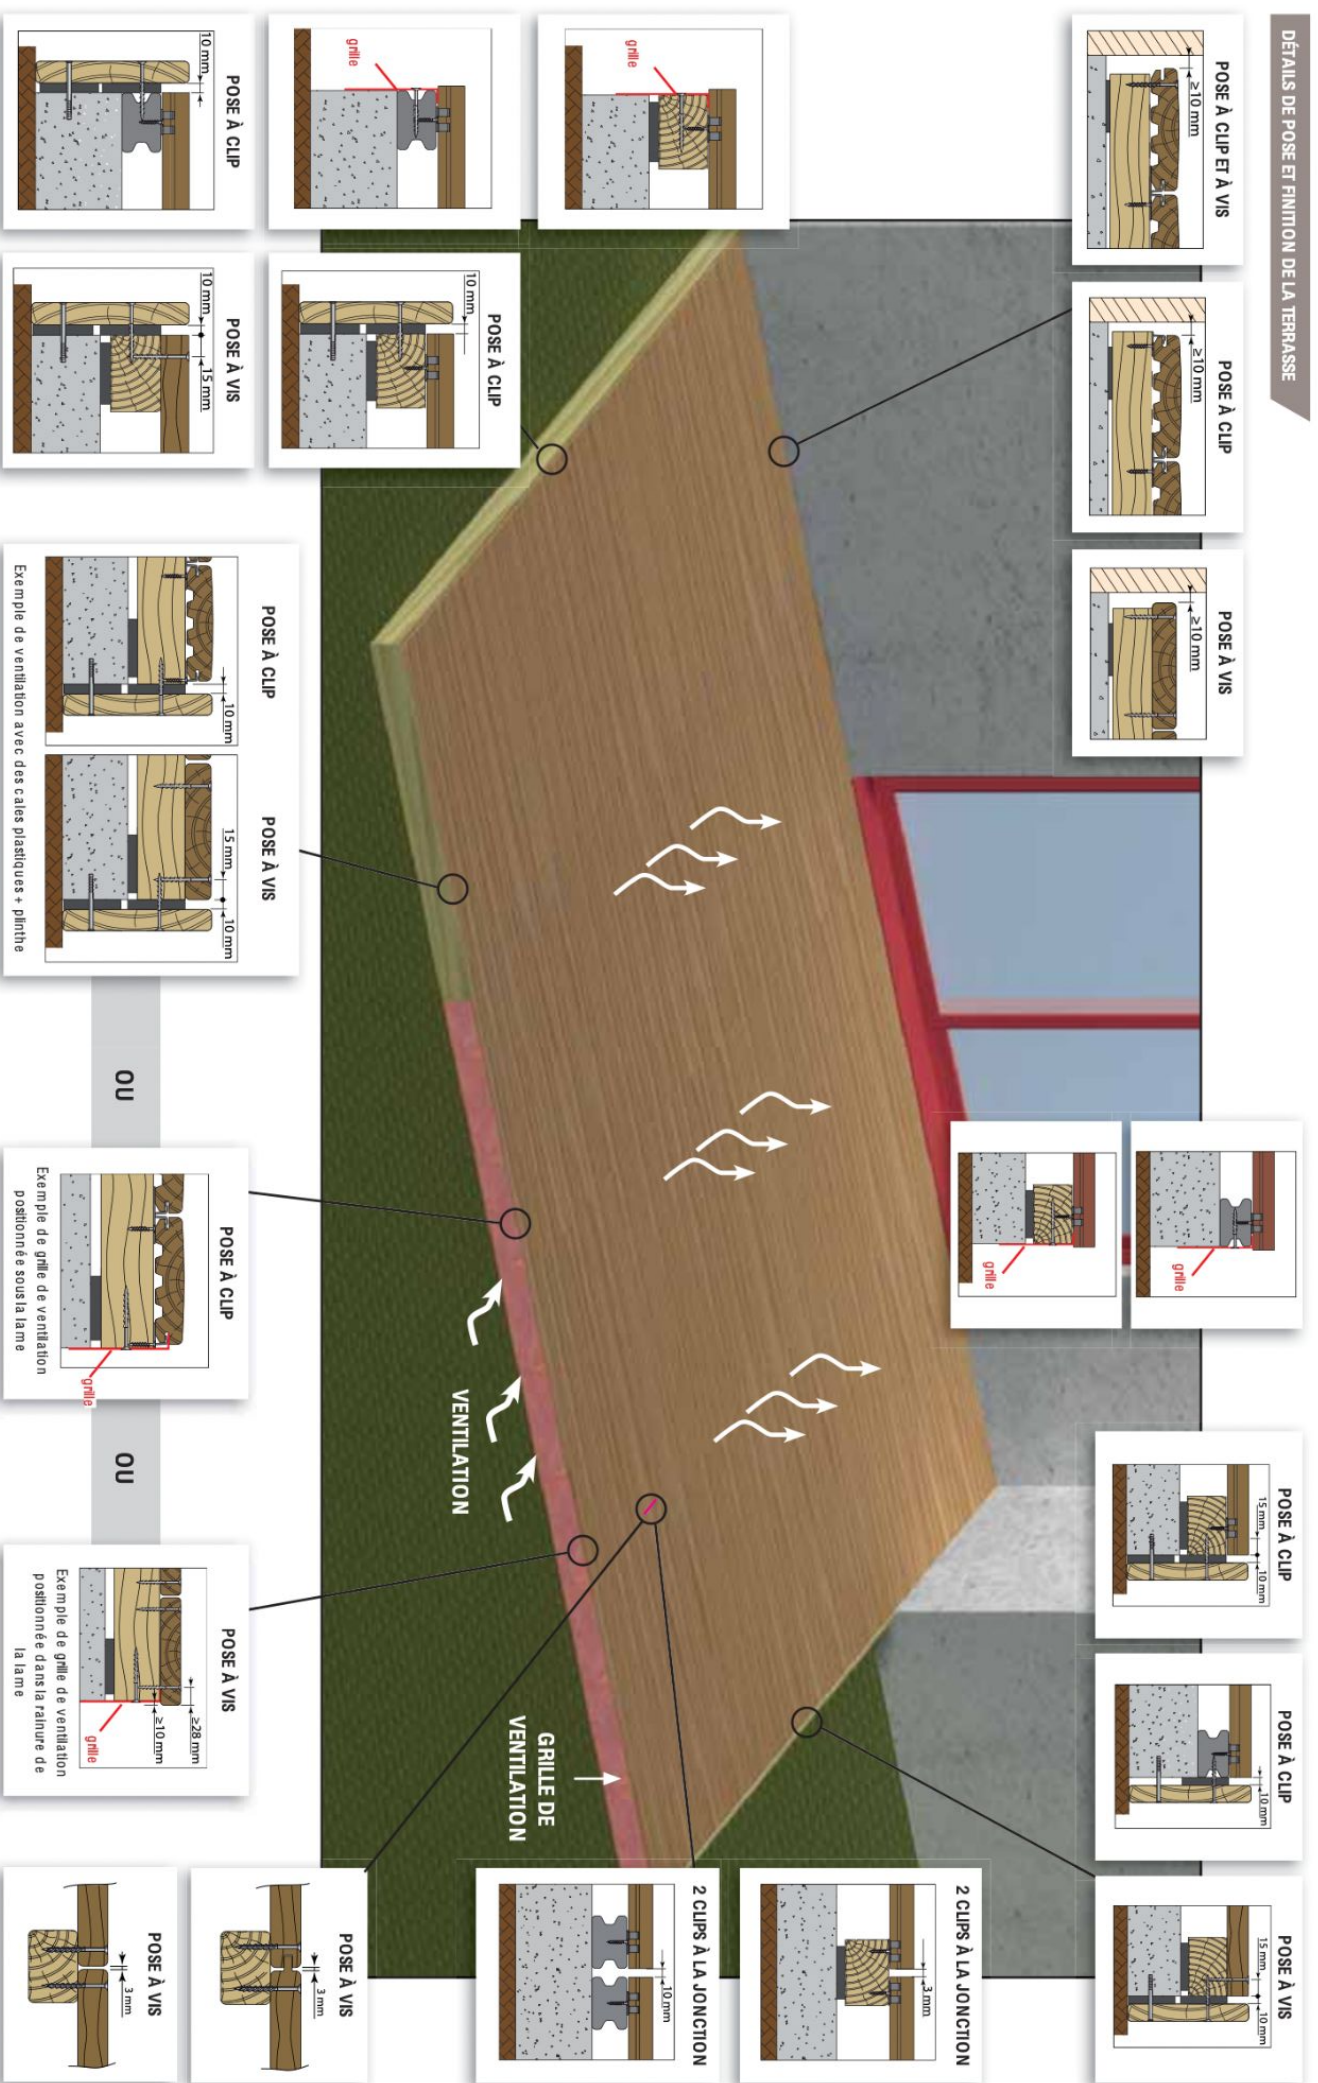 DÉTAILS DE POSE ET FINITION DE LA TERRASSE
POSE À CLIP ET À VIS
≥10 mm
POSE À CLIP
≥10 mm
POSE À VIS
≥10 mm
grille
grille
POSE À CLIP
15 mm
10 mm
POSE À CLIP
10 mm
POSE À VIS
15 mm
10 mm
2 CLIPS À LA JONCTION
3 mm
2 CLIPS À LA JONCTION
10 mm
grille
grille
POSE À CLIP
10 mm
POSE À CLIP
10 mm
POSE À VIS
10 mm
15 mm
VENTILATION
GRILLE DE
VENTILATION
POSE À CLIP
10 mm
POSE À VIS
15 mm
10 mm
Exemple de ventilation avec des cales plastiques + plinthe
OU
POSE À CLIP
grille
Exemple de grille de ventilation
positionnée sous la lame
OU
POSE À VIS
≥28 mm
≥10 mm
grille
Exemple de grille de ventilation
positionnée dans la rainure de
la lame
POSE À VIS
3 mm
POSE À VIS
3 mm